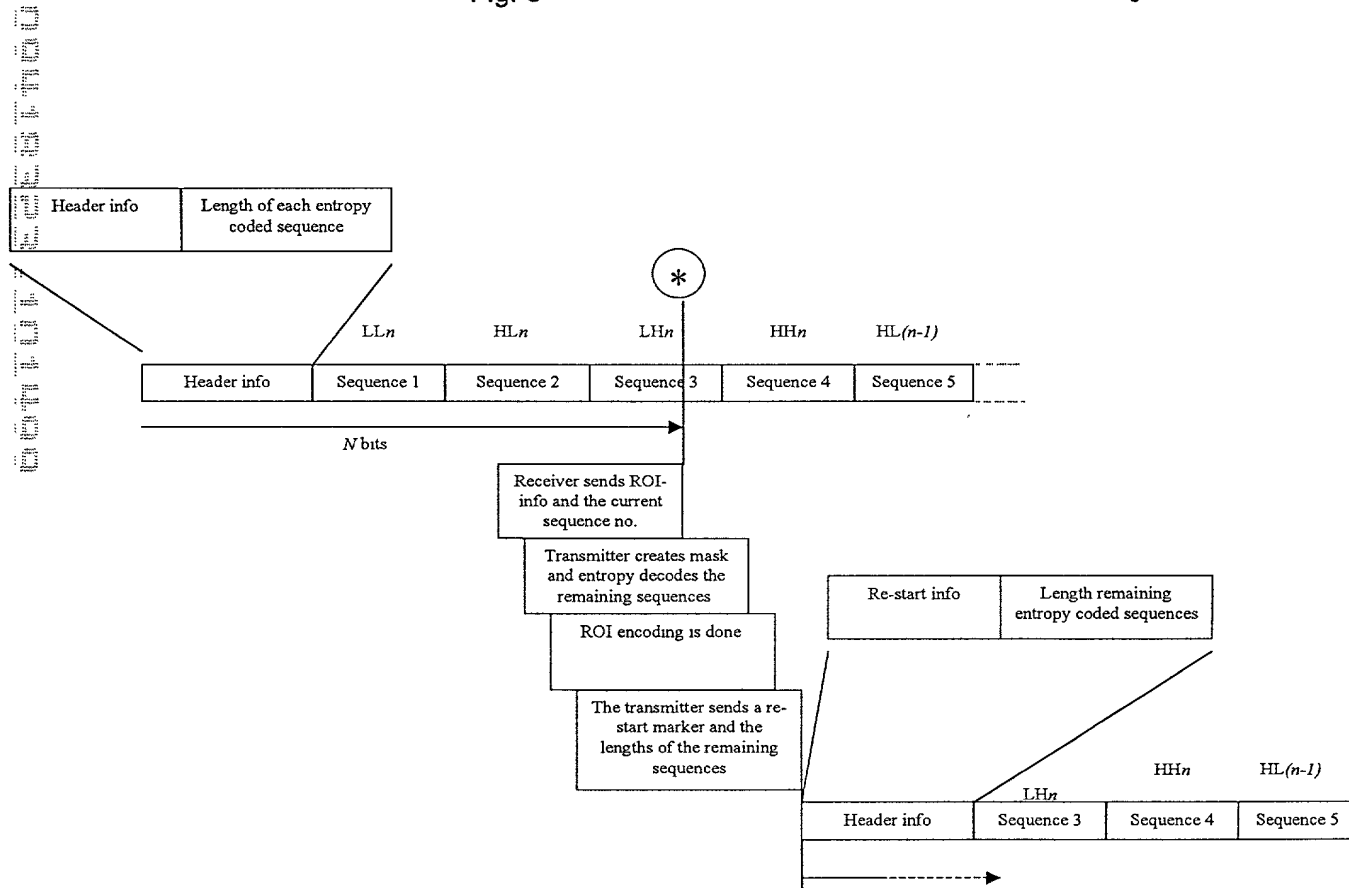 Header info
Length of each entropy
coded sequence
*
LLn
HLn
LHn
HHn
HL(n-1)
Header info
Sequence 1
Sequence 2
Sequence 3
Sequence 4
Sequence 5
N bits
Receiver sends ROI-
info and the current
sequence no.
Transmitter creates mask
and entropy decodes the
remaining sequences
ROI encoding is done
The transmitter sends a re-
start marker and the
lengths of the remaining
sequences
Re-start info
Length remaining
entropy coded sequences
HHn
HL(n-1)
LHn
Header info
Sequence 3
Sequence 4
Sequence 5